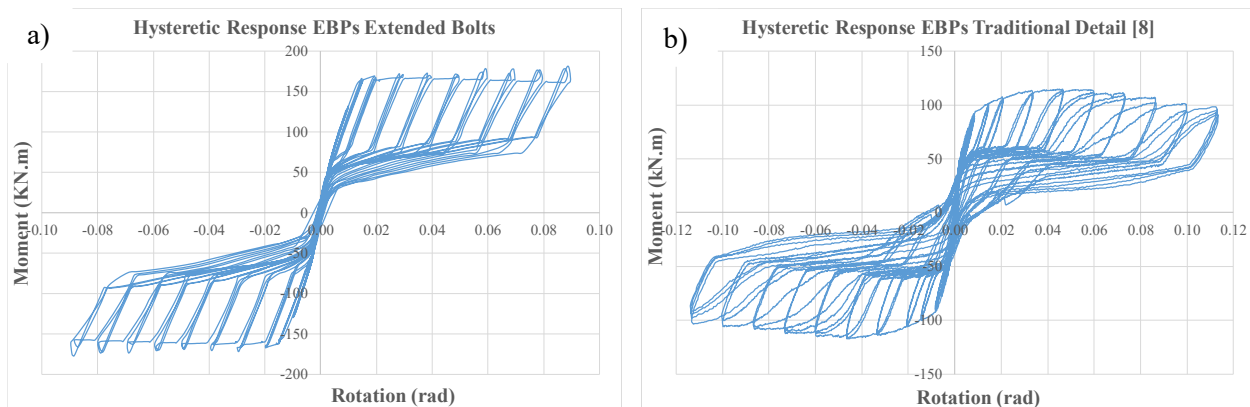 a)
Hysteretic Response EBPs Extended Bolts
200
150
100
50
0
-50
-100
-150
-200
-0.10 -0.08 -0.06 -0.04 -0.02 0.00 0.02 0.04 0.06 0.08 0.10
Moment (KN.m)
Rotation (rad)
b)
Hysteretic Response EBPs Traditional Detail [8]
150
100
50
0
-50
-100
-150
-0.12 -0.10 -0.08 -0.06 -0.04 -0.02 0.00 0.02 0.04 0.06 0.08 0.10 0.12
Moment (kN.m)
Rotation (rad)